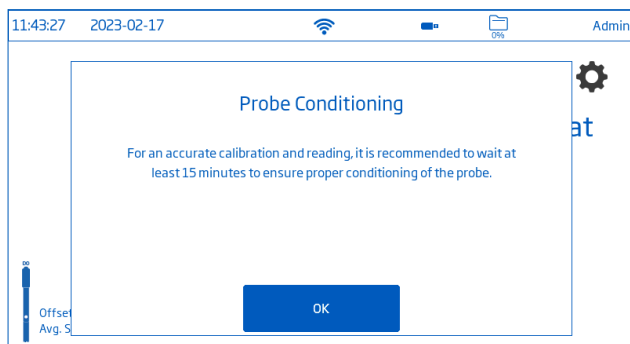 11:43:27 2023-02-17 Admin
0%
Probe Conditioning
at
For an accurate calibration and reading, it is recommended to wait at
least 15 minutes to ensure proper conditioning of the probe.
DO
Offset
Avg. S
OK